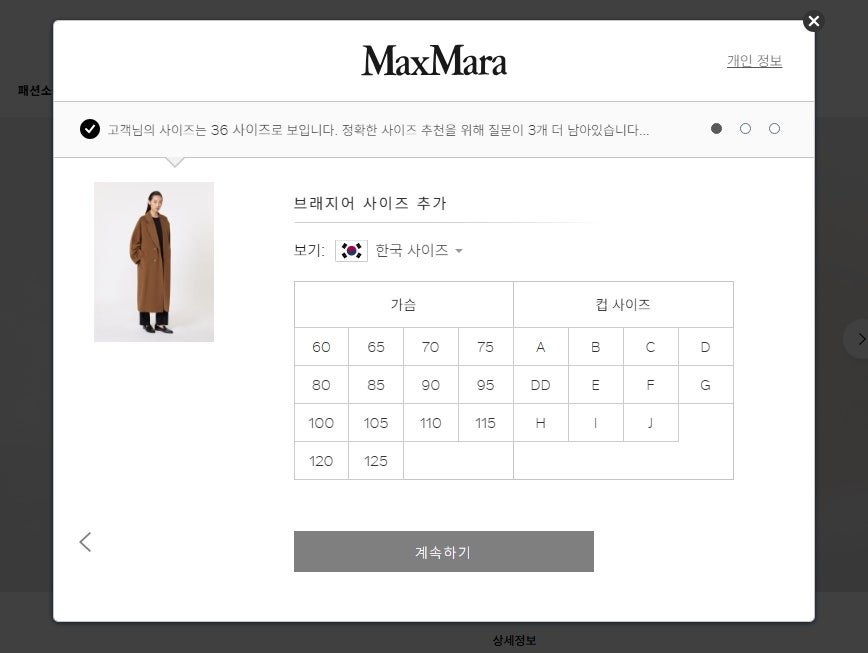 MaxMara
개인 정보
패션소
고객님의 사이즈는 36 사이즈로 보입니다. 정확한 사이즈 추천을 위해 질문이 3개 더 남아있습니다...
브래지어 사이즈 추가
보기: 한국 사이즈
가슴 컵 사이즈
60 65 70 75 A B C D
80 85 90 95 DD E F G
100 105 110 115 H I J
120 125
계속하기
상세정보